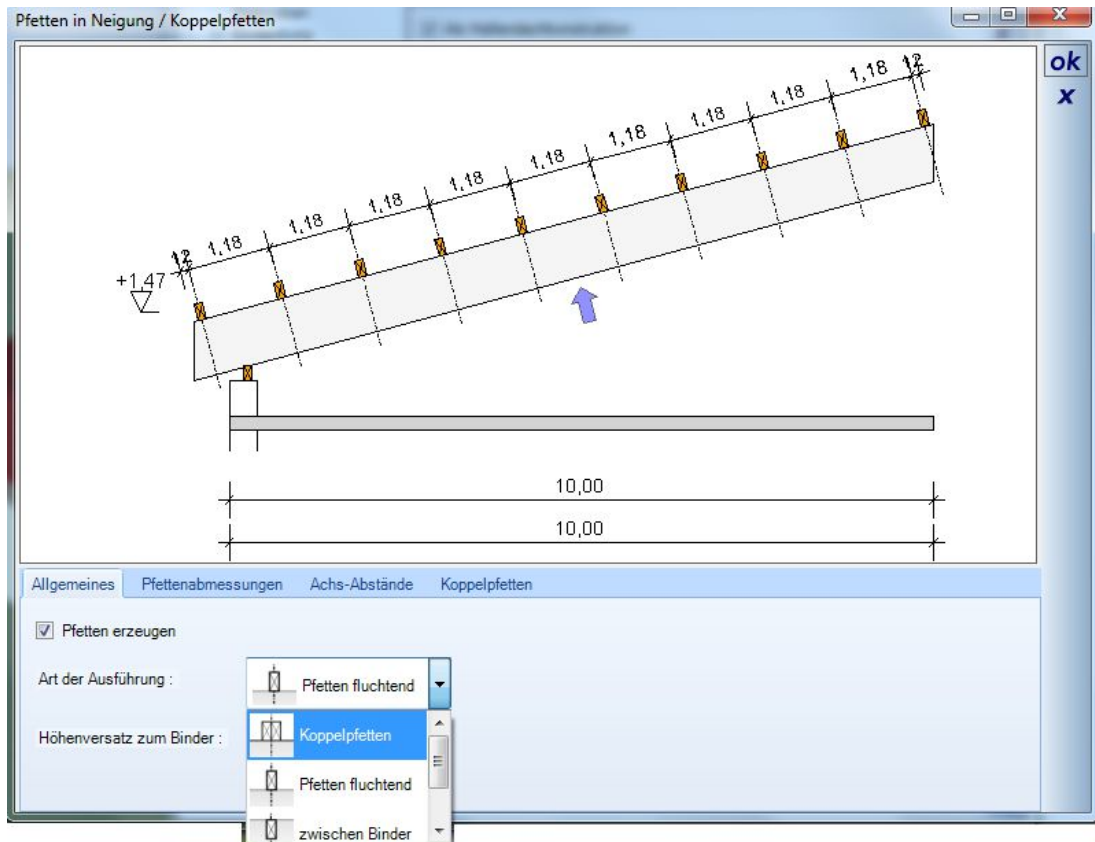 Pfetten in Neigung / Koppelpfetten
ok
x
12 1,18 1,18 1,18 1,18 1,18 1,18 1,18 1,18 1,18 12
+1,47
10,00
10,00
Allgemeines Pfettenabmessungen Achs-Abstände Koppelpfetten
Pfetten erzeugen
Art der Ausführung : Pfetten fluchtend
Koppelpfetten
Höhenversatz zum Binder :
Pfetten fluchtend
zwischen Binder